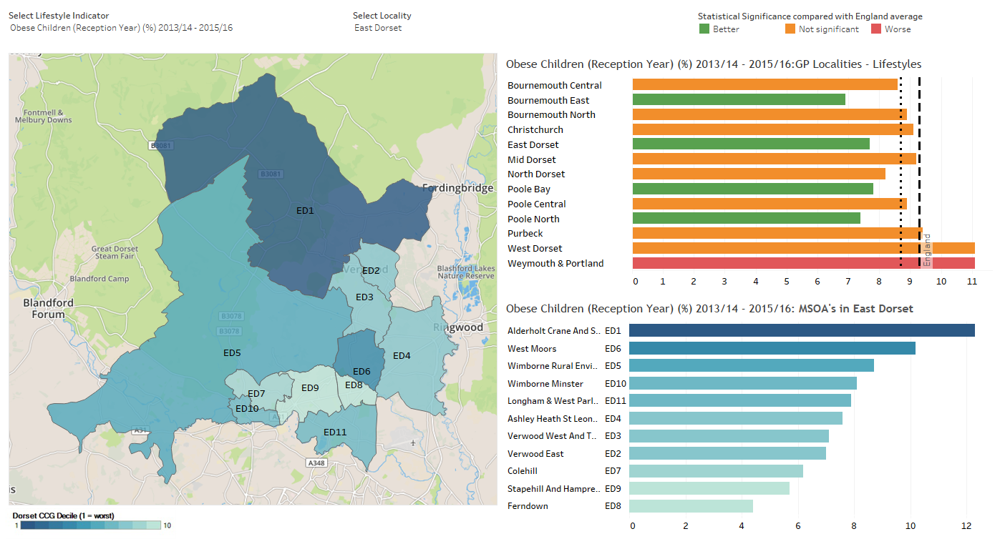 Select Lifestyle Indicator
Obese Children (Reception Year) (%) 2013/14 - 2015/16
Select Locality
East Dorset
Statistical Significance compared with England average
Better
Not significant
Worse
Fontmell &
Melbury Downs
B3081
B3081
Fordingbridge
ED1
Great Dorset
Steam Fair
Blandford Camp
Blandford
Forum
ED2
Blashford Lakes
Nature Reserve
ED3
B3078
B3078
Ringwood
ED5
ED4
ED6
ED7
ED9
ED8
ED10
A31
A31
ED11
A348
is
Dorset CCG Decile (1 = worst)
1
10
Obese Children (Reception Year) (%) 2013/14 - 2015/16:GP Localities - Lifestyles
Bournemouth Central
Bournemouth East
Bournemouth North
Christchurch
East Dorset
Mid Dorset
North Dorset
Poole Bay
Poole Central
Poole North
Purbeck
West Dorset
Weymouth & Portland
England
0 1 2 3 4 5 6 7 8 9 10 11
Obese Children (Reception Year) (%) 2013/14 - 2015/16: MSOA's in East Dorset
Alderholt Crane And S.. ED1
West Moors ED6
Wimborne Rural Envi.. ED5
Wimborne Minster ED10
Longham & West Parl.. ED11
Ashley Heath St Leon.. ED4
Verwood West And T.. ED3
Verwood East ED2
Colehill ED7
Stapehill And Hampre.. ED9
Ferndown ED8
0 2 4 6 8 10 12